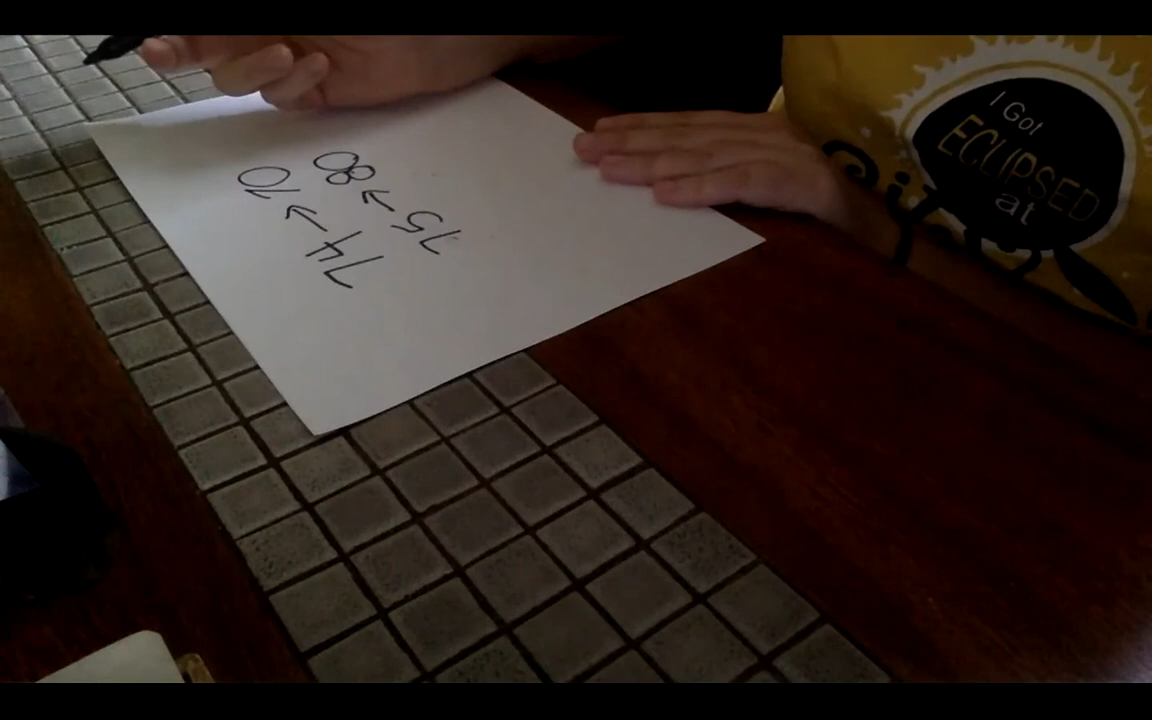 74 → 70
75 → 80
I Got
ECLIPSED
at